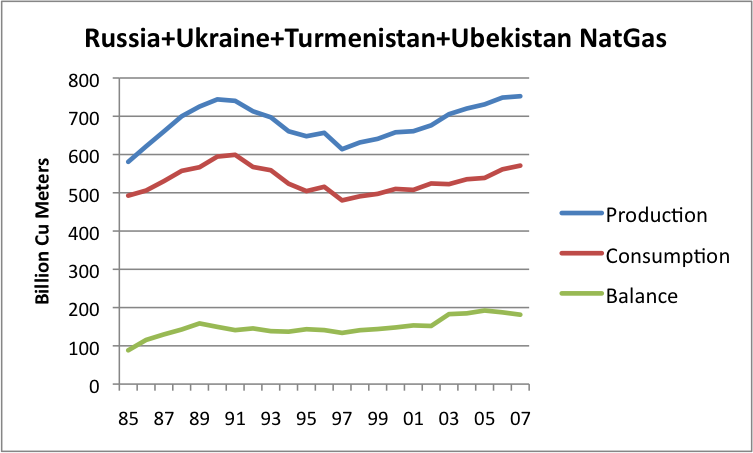 Russia+Ukraine+Turmenistan+Ubekistan NatGas
Billion Cu Meters
800
700
600
500
400
300
200
100
0
85 87 89 91 93 95 97 99 01 03 05 07
Production
Consumption
Balance